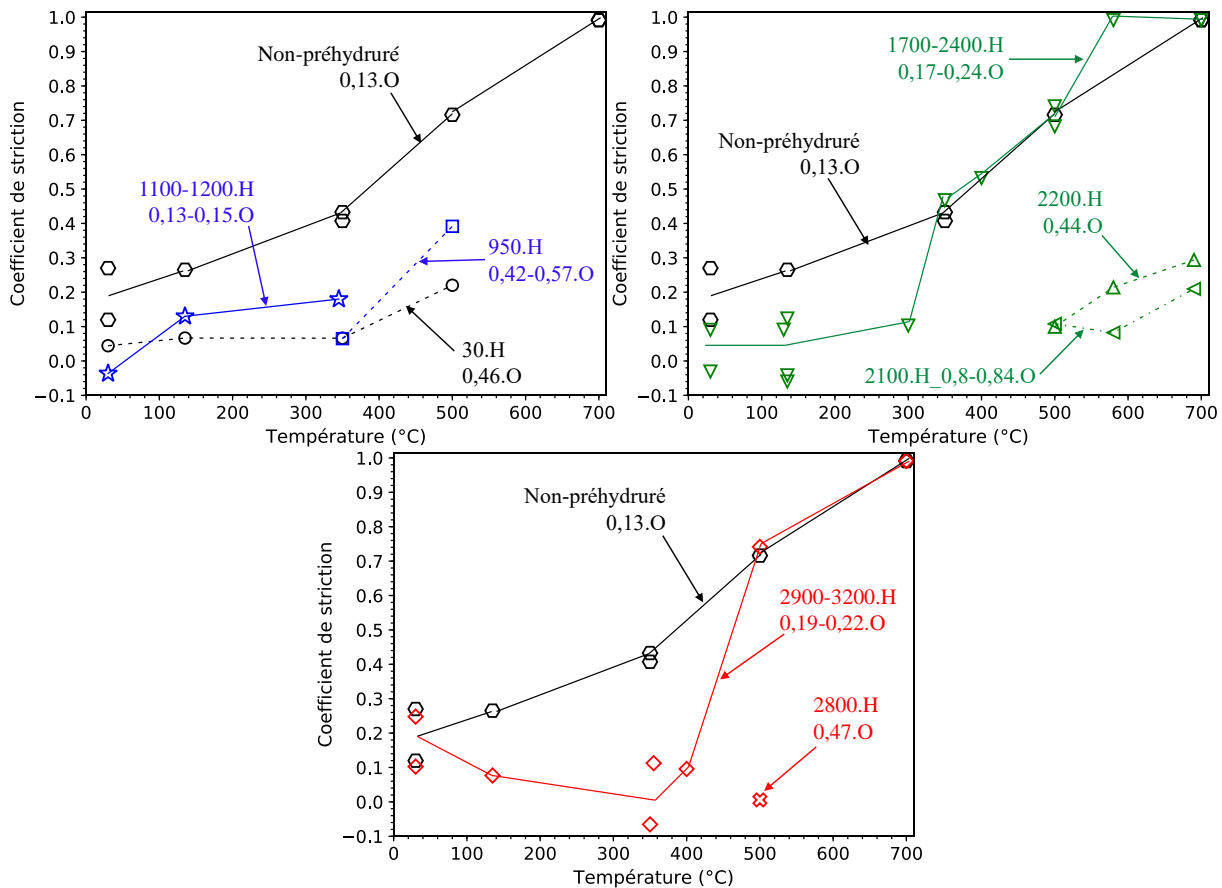 1.0
0.9
0.8
0.7
0.6
0.5
0.4
0.3
0.2
0.1
0.0
−0.1
Coefficient de striction
Non-préhydruré
0,13.O
1100-1200.H
0,13-0,15.O
950.H
0,42-0,57.O
30.H
0,46.O
0 100 200 300 400 500 600 700
Température (°C)
1.0
0.9
0.8
0.7
0.6
0.5
0.4
0.3
0.2
0.1
0.0
−0.1
Coefficient de striction
1700-2400.H
0,17-0,24.O
Non-préhydruré
0,13.O
2200.H
0,44.O
2100.H_0,8-0,84.O
0 100 200 300 400 500 600 700
Température (°C)
1.0
0.9
0.8
0.7
0.6
0.5
0.4
0.3
0.2
0.1
0.0
−0.1
Coefficient de striction
Non-préhydruré
0,13.O
2900-3200.H
0,19-0,22.O
2800.H
0,47.O
0 100 200 300 400 500 600 700
Température (°C)